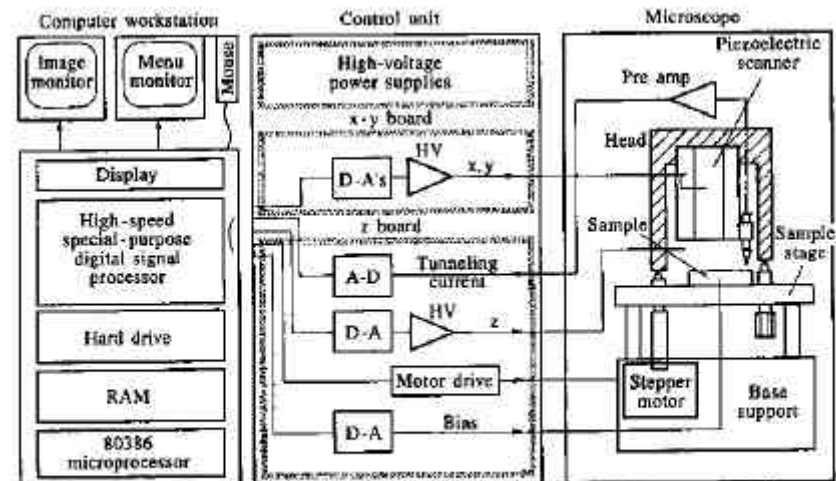 Computer workstation
Image
monitor
Menu
monitor
Mouse
Display
High-speed
special-purpose
digital signal
processor
Hard drive
RAM
80386
microprocessor
Control unit
High-voltage
power supplies
x-y board
D-A's
HV
x, y
z board
A-D
Tunneling
current
D-A
HV
z
Motor drive
D-A
Bias
Microscope
Piezoelectric
scanner
Pre amp
Head
Sample
Sample
stage
Stepper
motor
Base
support